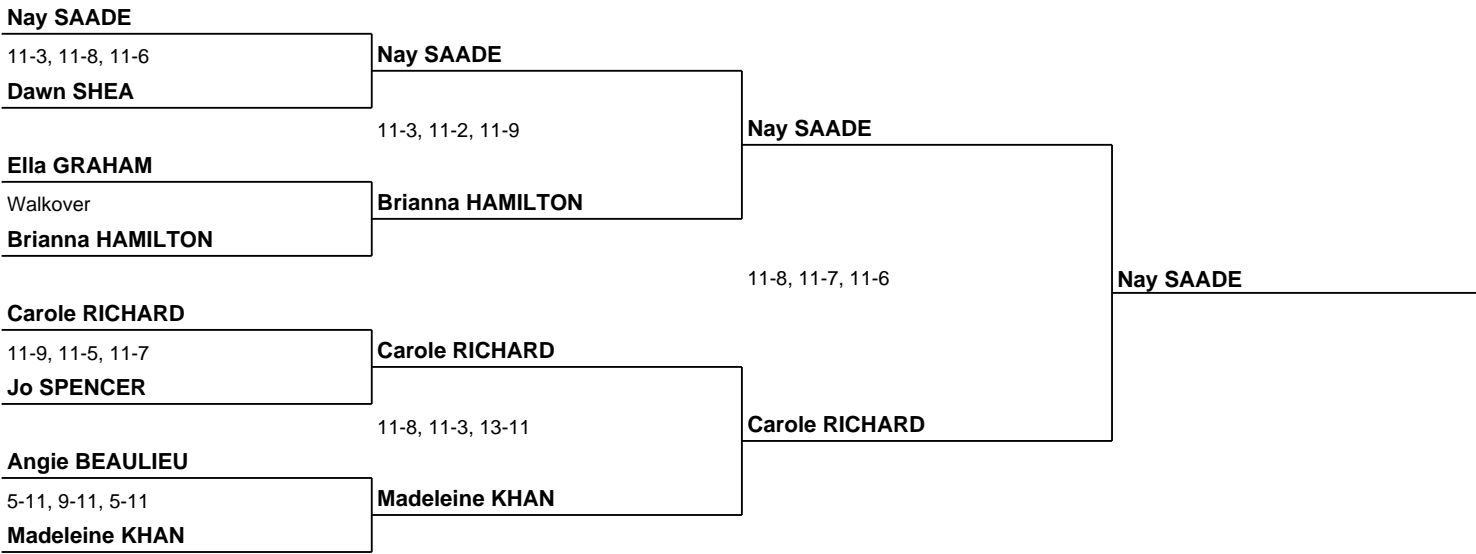 Nay SAADE
11-3, 11-8, 11-6
Dawn SHEA
Ella GRAHAM
Walkover
Brianna HAMILTON
Carole RICHARD
11-9, 11-5, 11-7
Jo SPENCER
Angie BEAULIEU
5-11, 9-11, 5-11
Madeleine KHAN
Nay SAADE
11-3, 11-2, 11-9
Brianna HAMILTON
Carole RICHARD
11-8, 11-3, 13-11
Madeleine KHAN
Nay SAADE
11-8, 11-7, 11-6
Carole RICHARD
Nay SAADE